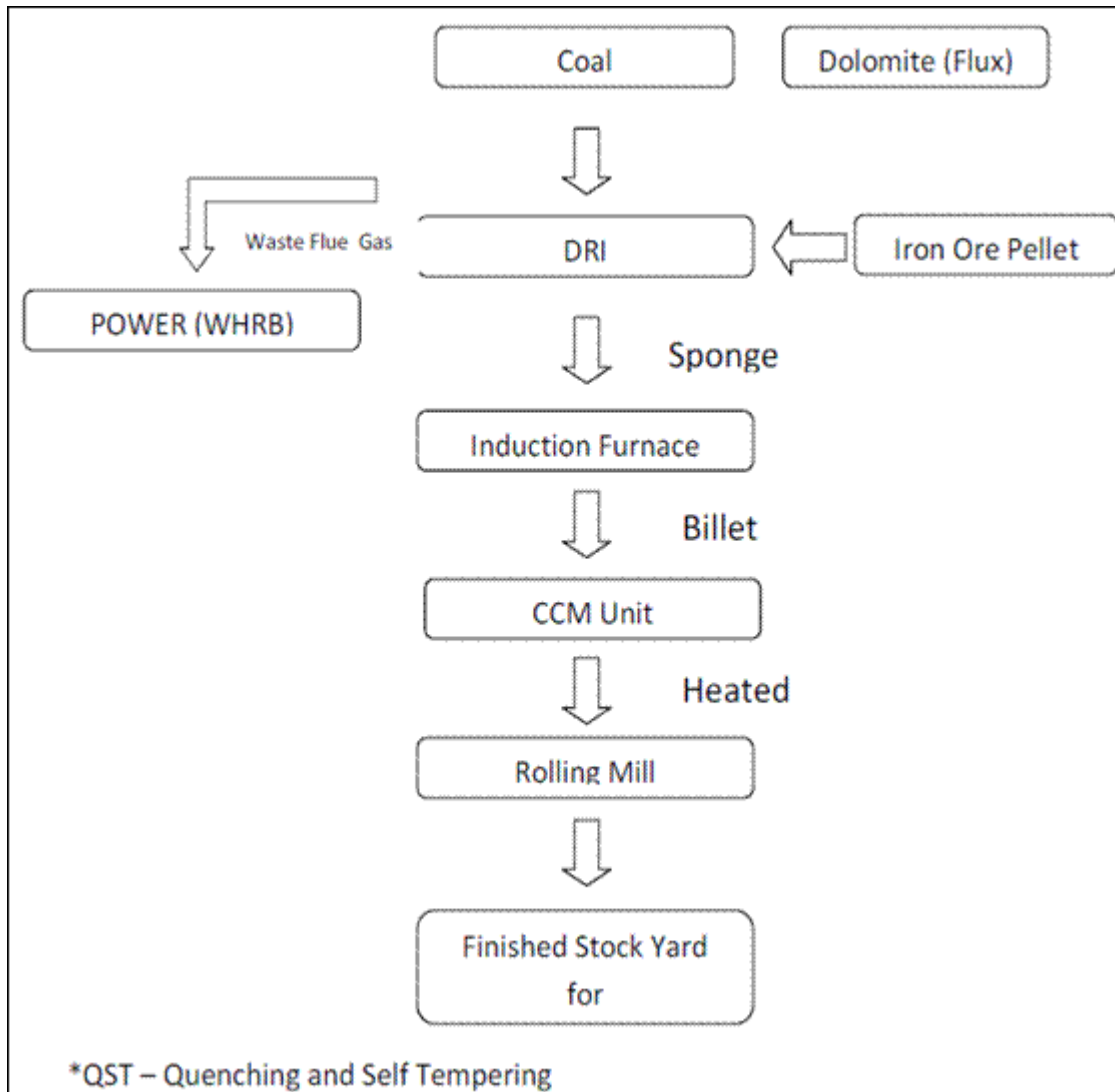 Coal
Dolomite (Flux)
Waste Flue Gas
DRI
Iron Ore Pellet
POWER (WHRB)
Sponge
Induction Furnace
Billet
CCM Unit
Heated
Rolling Mill
Finished Stock Yard
for
*QST – Quenching and Self Tempering